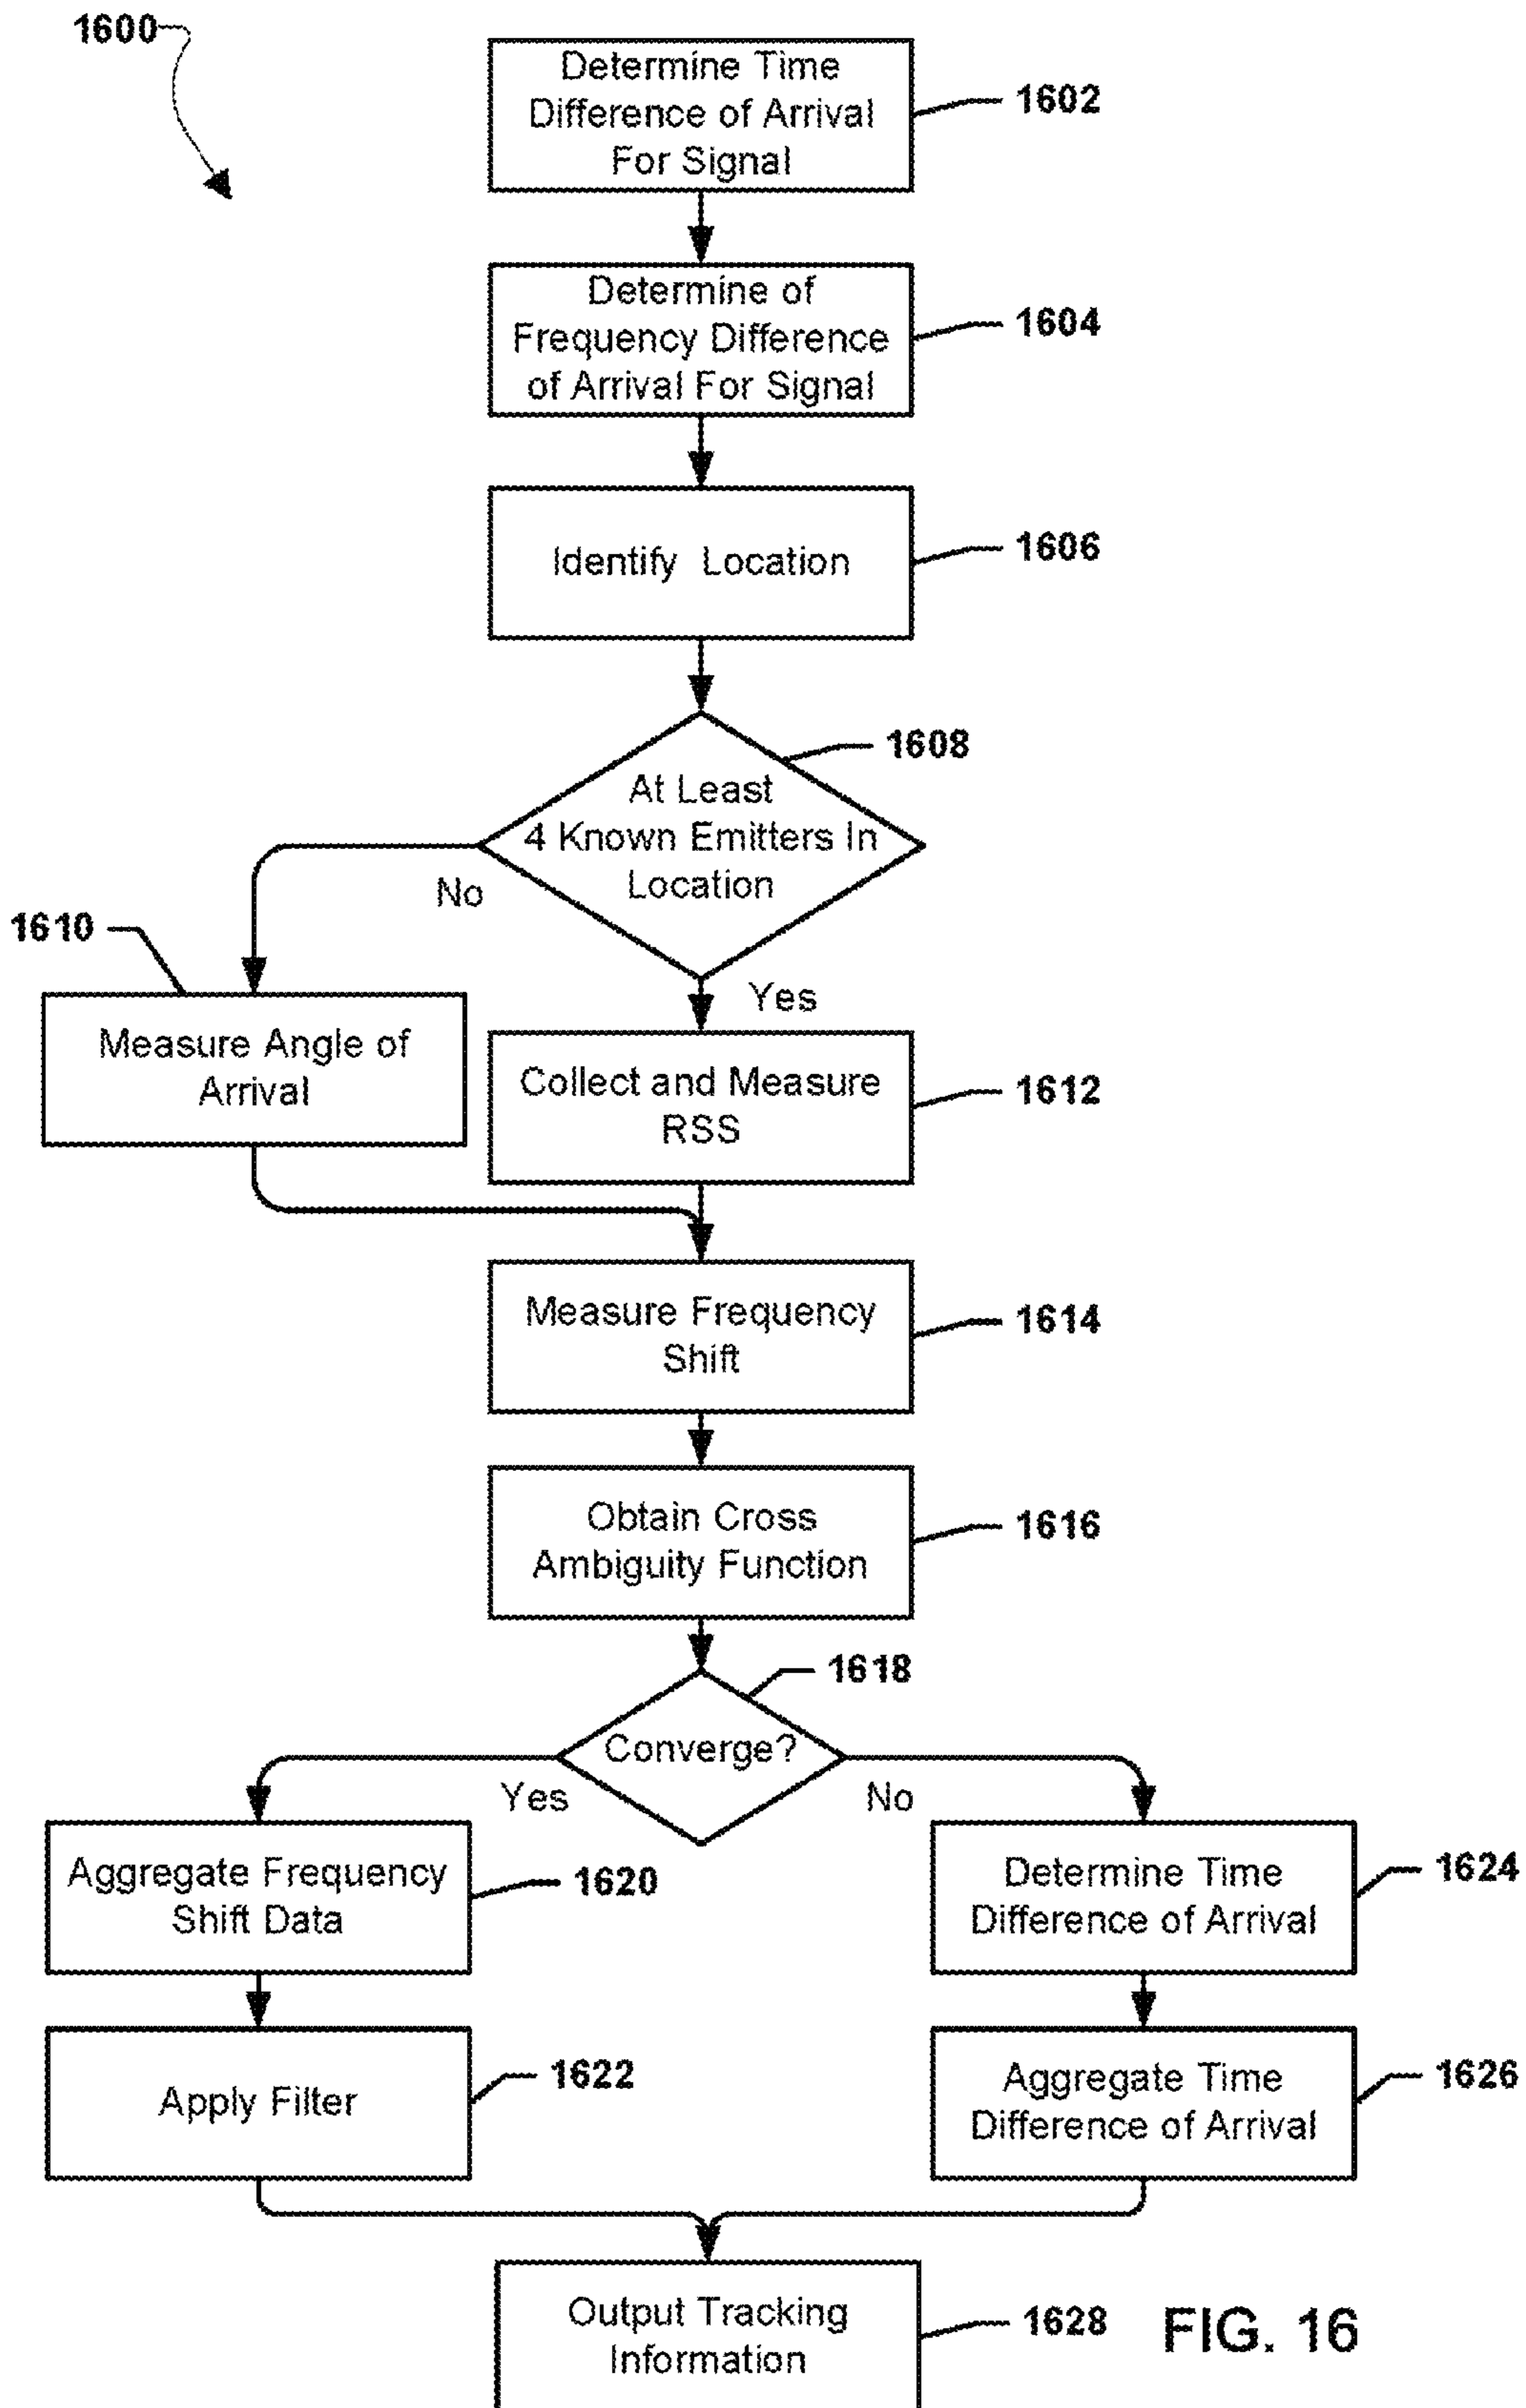 1600
Determine Time
Difference of Arrival
For Signal
1602
Determine of
Frequency Difference
of Arrival For Signal
1604
Identify Location
1606
1608
At Least
4 Known Emitters In
Location
No
Yes
1610
Measure Angle of
Arrival
Collect and Measure
RSS
1612
Measure Frequency
Shift
1614
Obtain Cross
Ambiguity Function
1616
1618
Converge?
Yes
No
Aggregate Frequency
Shift Data
1620
Determine Time
Difference of Arrival
1624
Apply Filter
1622
Aggregate Time
Difference of Arrival
1626
Output Tracking
Information
1628
FIG. 16